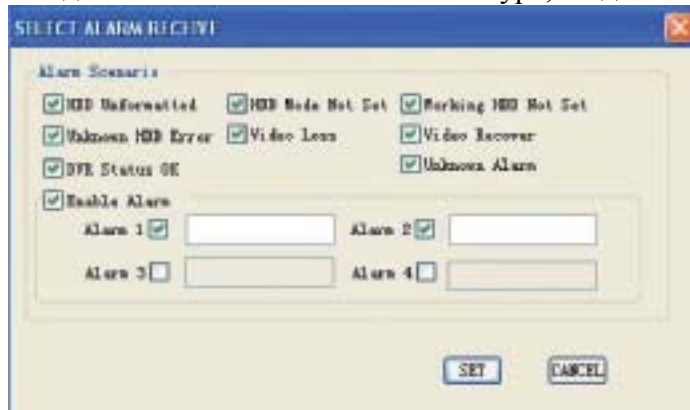 SELECT ALARM RECEIVE
Alarm Scenario
HDD Unformatted HDD Mode Not Set Working HDD Not Set
Unknown HDD Error Video Loss Video Recover
DVR Status OK Unknown Alarm
Enable Alarm
Alarm 1 Alarm 2
Alarm 3 Alarm 4
SET CANCEL